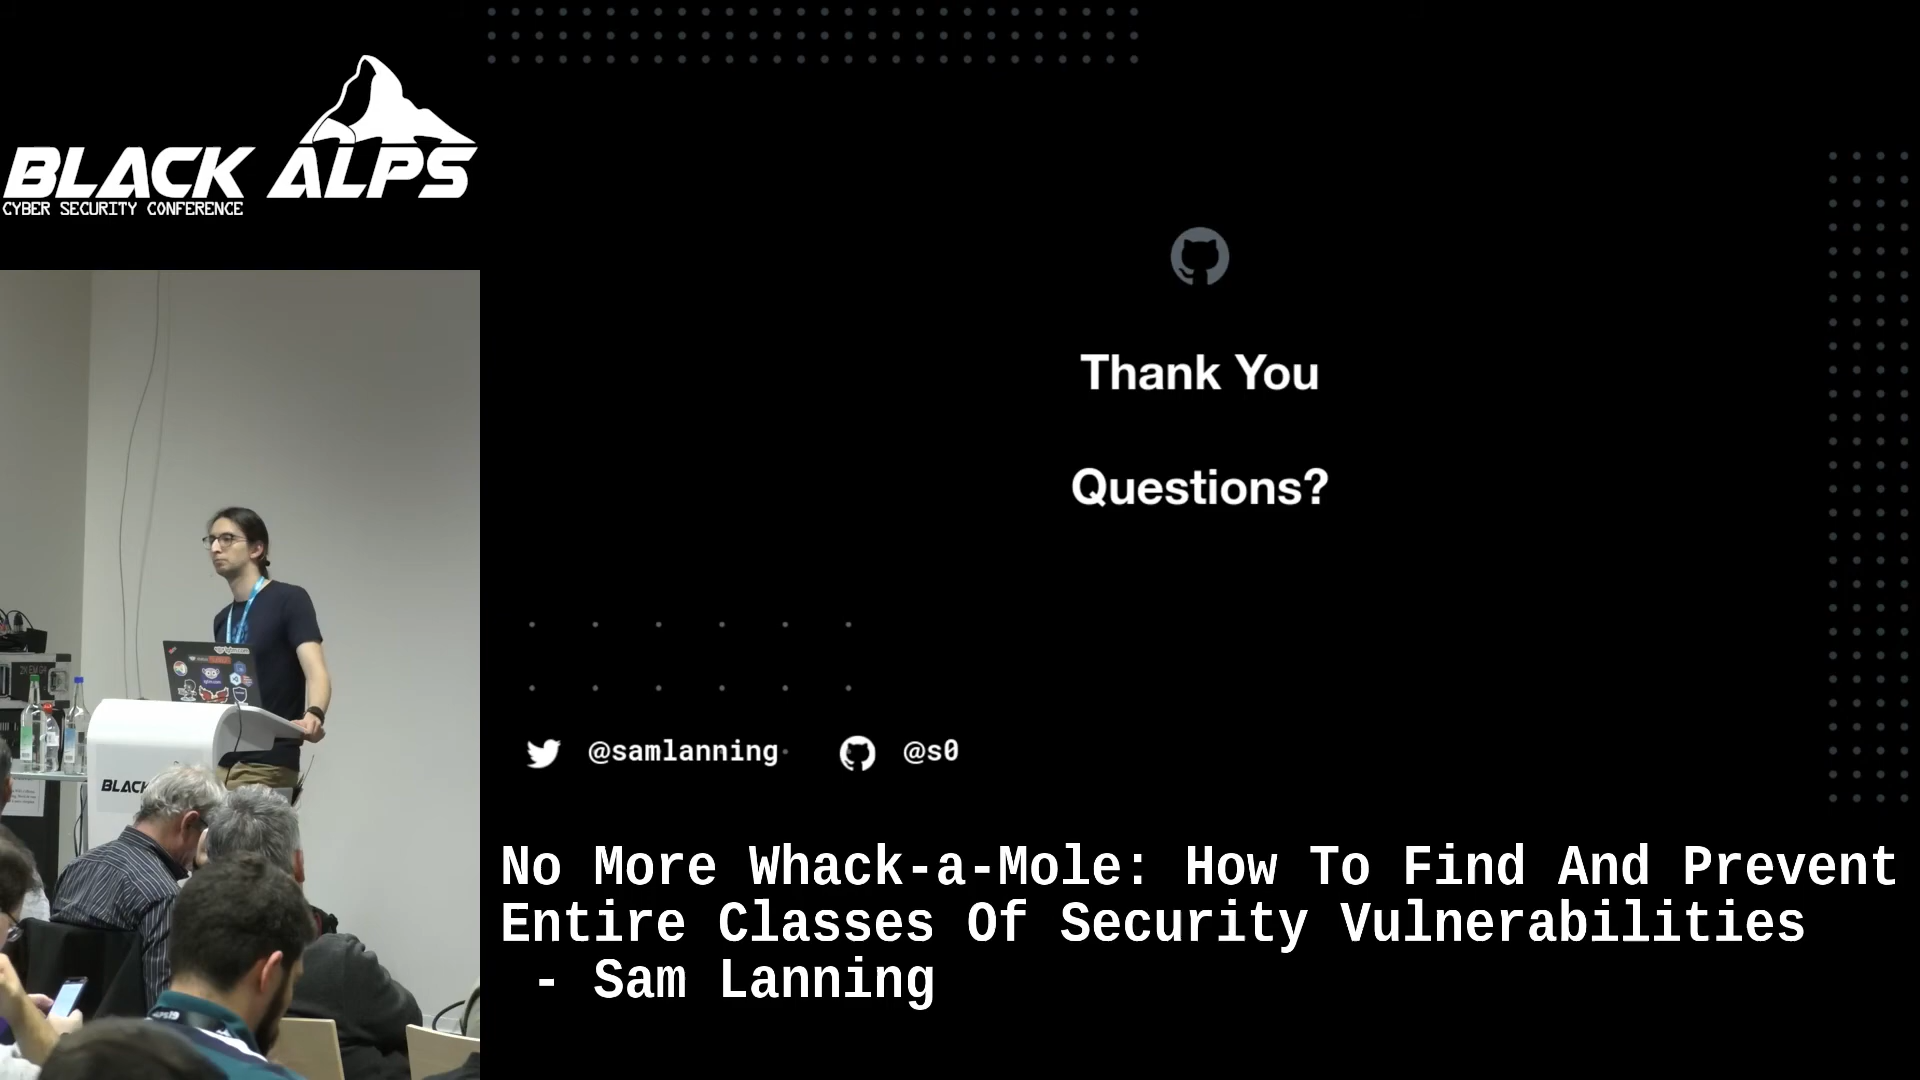 BLACK ALPS
CYBER SECURITY CONFERENCE
Thank You
Questions?
@samlanning
@s0
BLACK
No More Whack-a-Mole: How To Find And Prevent
Entire Classes Of Security Vulnerabilities
- Sam Lanning